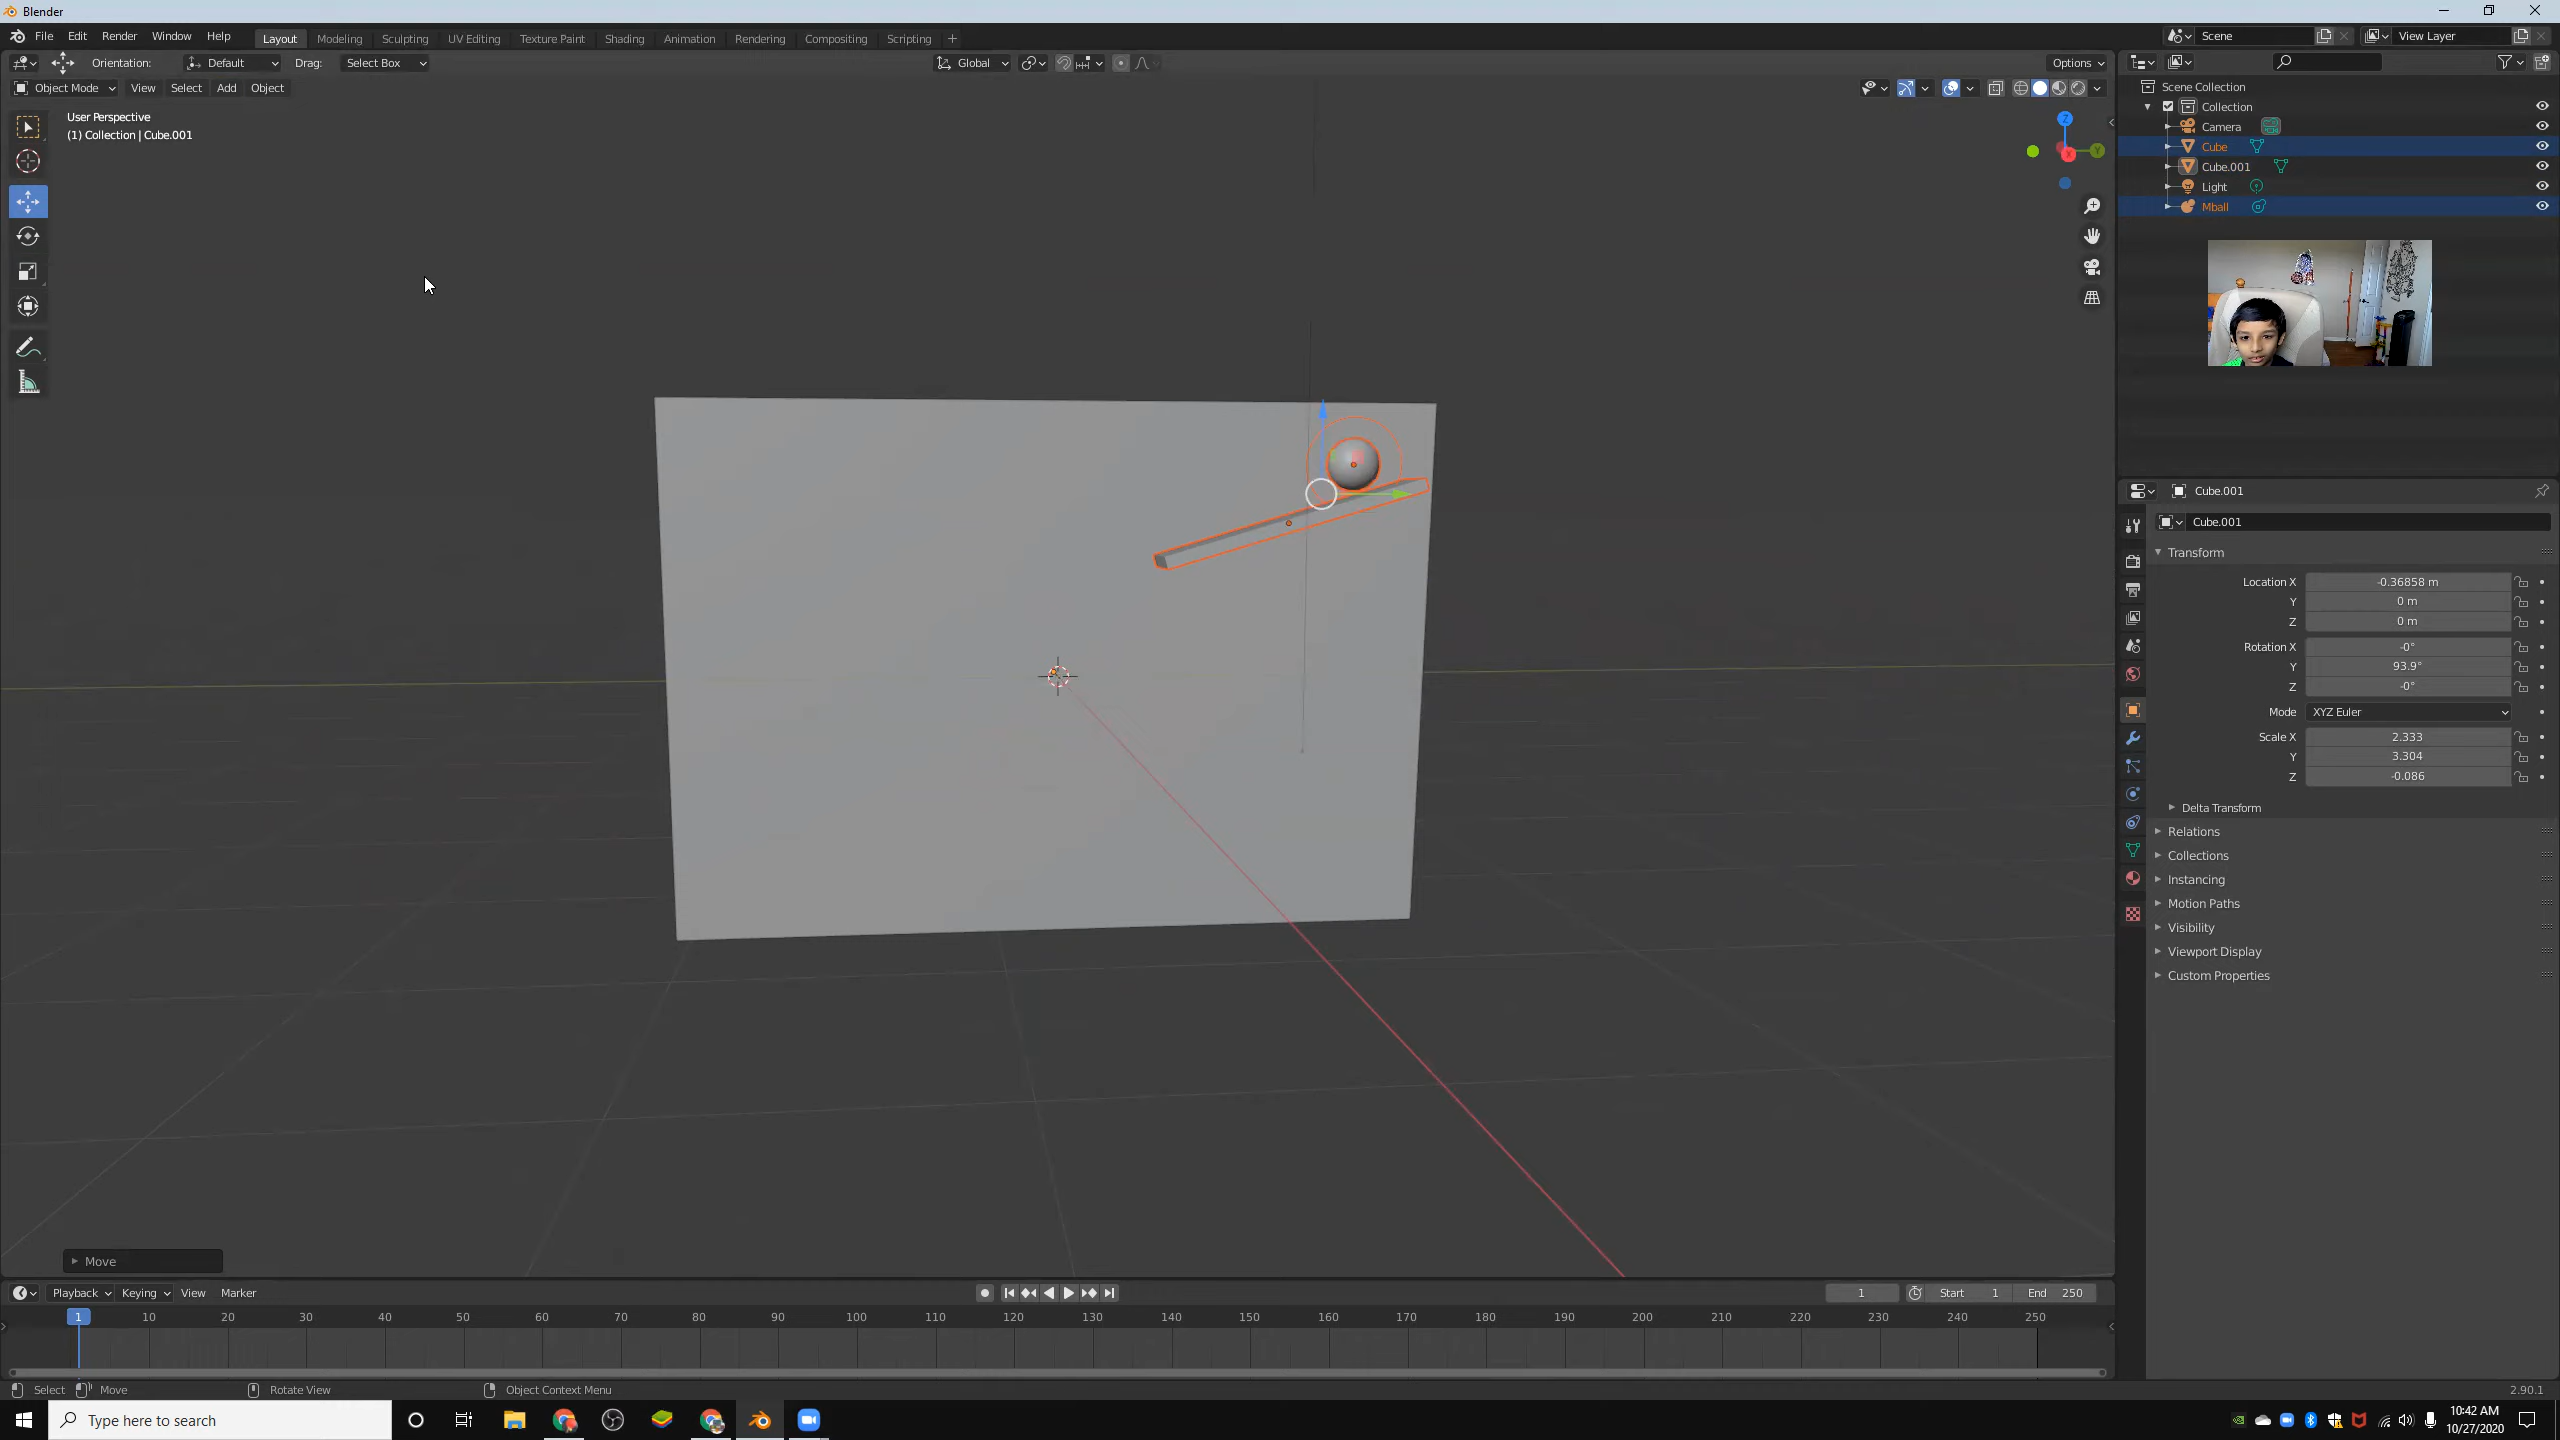 Blender
File Edit Render Window Help Layout Modeling Sculpting UV Editing Texture Paint Shading Animation Rendering Compositing Scripting + Scene View Layer
Orientation: Default Drag: Select Box Global Options
Object Mode View Select Add Object
User Perspective
(1) Collection | Cube.001
Z
Y
X
Scene Collection
Collection
Camera
Cube
Cube.001
Light
Mball
Cube.001
Cube.001
Transform
Location X -0.36858 m
Y 0 m
Z 0 m
Rotation X -0°
Y 93.9°
Z -0°
Mode XYZ Euler
Scale X 2.333
Y 3.304
Z -0.086
Delta Transform
Relations
Collections
Instancing
Motion Paths
Visibility
Viewport Display
Custom Properties
Move
Playback Keying View Marker 1 Start 1 End 250
1 10 20 30 40 50 60 70 80 90 100 110 120 130 140 150 160 170 180 190 200 210 220 230 240 250
Select Move Rotate View Object Context Menu 2.90.1
Type here to search
10:42 AM
10/27/2020